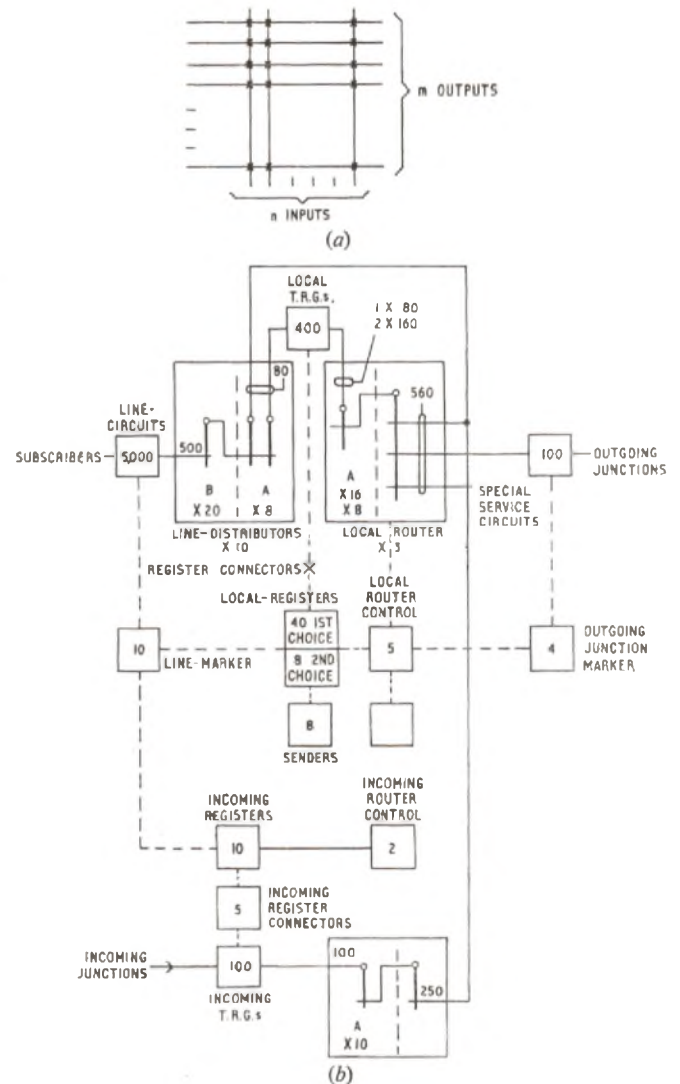 m OUTPUTS
n INPUTS
(a)
LOCAL
T.R.G.s.
400
1 X 80
2 X 160
80
560
LINE-
CIRCUITS
SUBSCRIBERS
5,000
500
B
X 20
A
X 8
A
X 16
X 8
100
OUTGOING
JUNCTIONS
SPECIAL
SERVICE
CIRCUITS
LINE-DISTRIBUTORS
X 10
LOCAL ROUTER
X 3
REGISTER CONNECTORS
LOCAL-REGISTERS
LOCAL
ROUTER
CONTROL
10
LINE-MARKER
40 1ST
CHOICE
8 2ND
CHOICE
5
4
OUTGOING
JUNCTION
MARKER
8
SENDERS
INCOMING
REGISTERS
INCOMING
ROUTER
CONTROL
10
2
5
INCOMING
REGISTER
CONNECTORS
INCOMING
JUNCTIONS
100
INCOMING
T.R.G.s
100
250
A
X 10
(b)